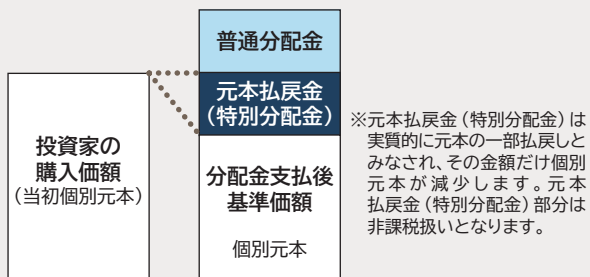 普通分配金
元本払戻金
(特別分配金)
投資家の
購入価額
(当初個別元本)
分配金支払後
基準価額
個別元本
※元本払戻金(特別分配金)は
実質的に元本の一部払戻しと
みなされ、その金額だけ個別
元本が減少します。元本
払戻金(特別分配金)部分は
非課税扱いとなります。